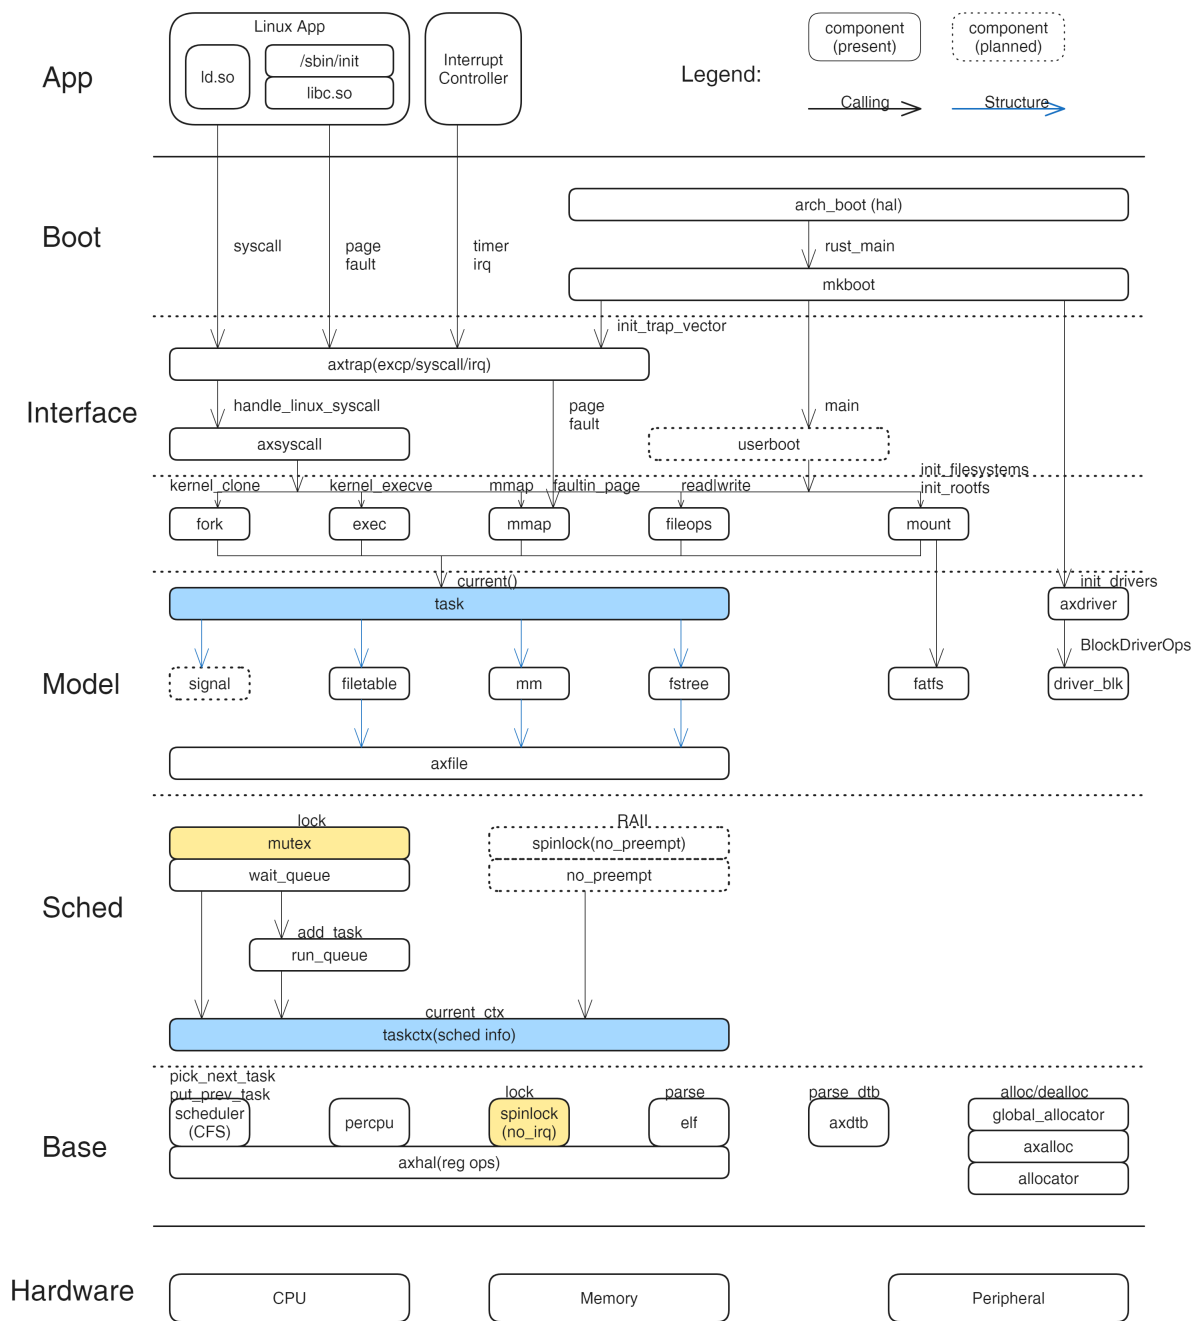 Linux App
ld.so
/sbin/init
libc.so
Interrupt
Controller
App
Legend:
component
(present)
component
(planned)
Calling
Structure
Boot
arch_boot (hal)
syscall
page
fault
timer
irq
rust_main
mkboot
init_trap_vector
Interface
axtrap(excp/syscall/irq)
handle_linux_syscall
page
fault
main
axsyscall
userboot
kernel_clone
kernel_execve
mmap
faultin_page
read|write
init_filesystems
init_rootfs
fork
exec
mmap
fileops
mount
current()
init_drivers
Model
task
axdriver
BlockDriverOps
signal
filetable
mm
fstree
fatfs
driver_blk
axfile
Sched
lock
mutex
wait_queue
RAII
spinlock(no_preempt)
no_preempt
add_task
run_queue
current_ctx
taskctx(sched info)
Base
pick_next_task
put_prev_task
scheduler
(CFS)
percpu
lock
spinlock
(no_irq)
parse
elf
parse_dtb
axdtb
alloc/dealloc
global_allocator
axalloc
allocator
axhal(reg ops)
Hardware
CPU
Memory
Peripheral